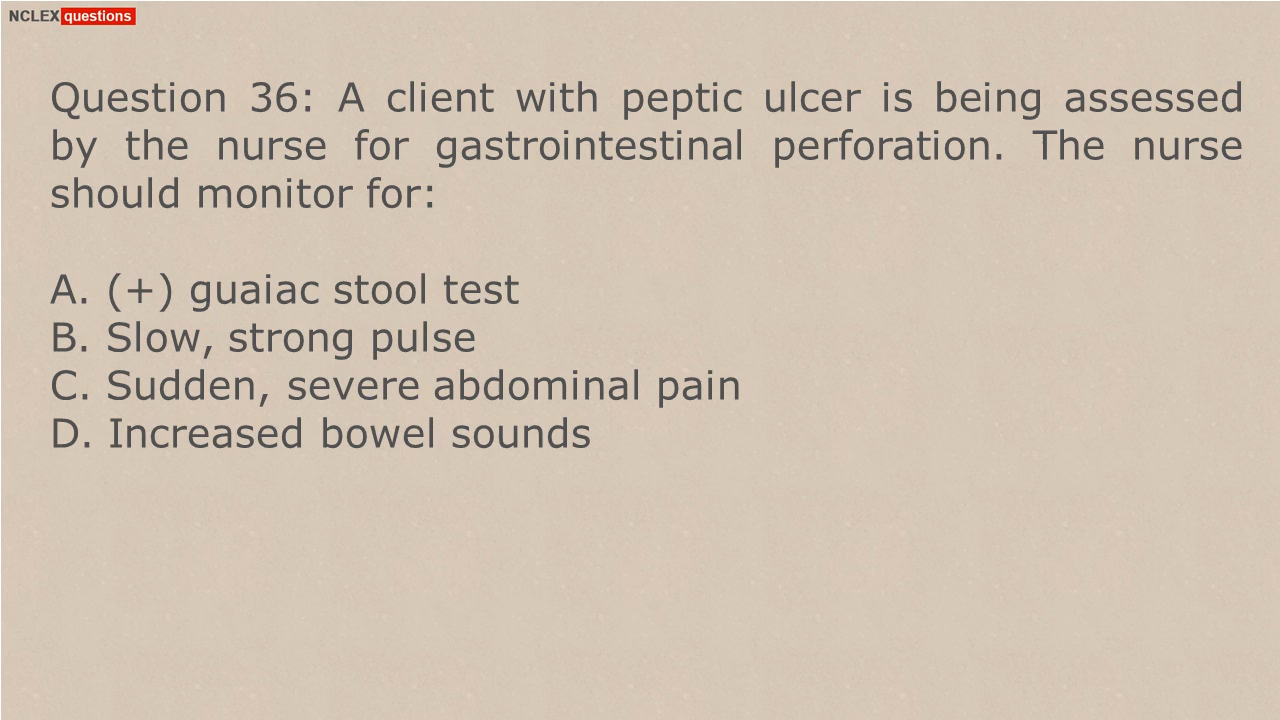 NCLEX questions
Question 36: A client with peptic ulcer is being assessed
by the nurse for gastrointestinal perforation. The nurse
should monitor for:
A. (+) guaiac stool test
B. Slow, strong pulse
C. Sudden, severe abdominal pain
D. Increased bowel sounds